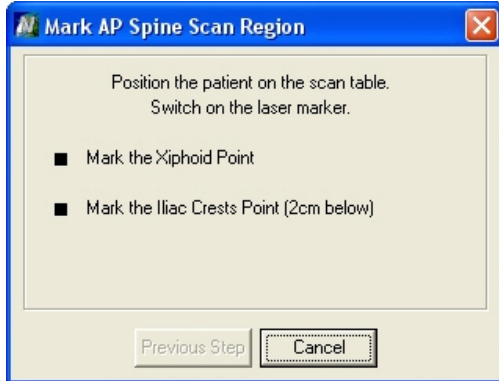 Mark AP Spine Scan Region
Position the patient on the scan table.
Switch on the laser marker.
Mark the Xiphoid Point
Mark the Iliac Crests Point (2cm below)
Previous Step
Cancel